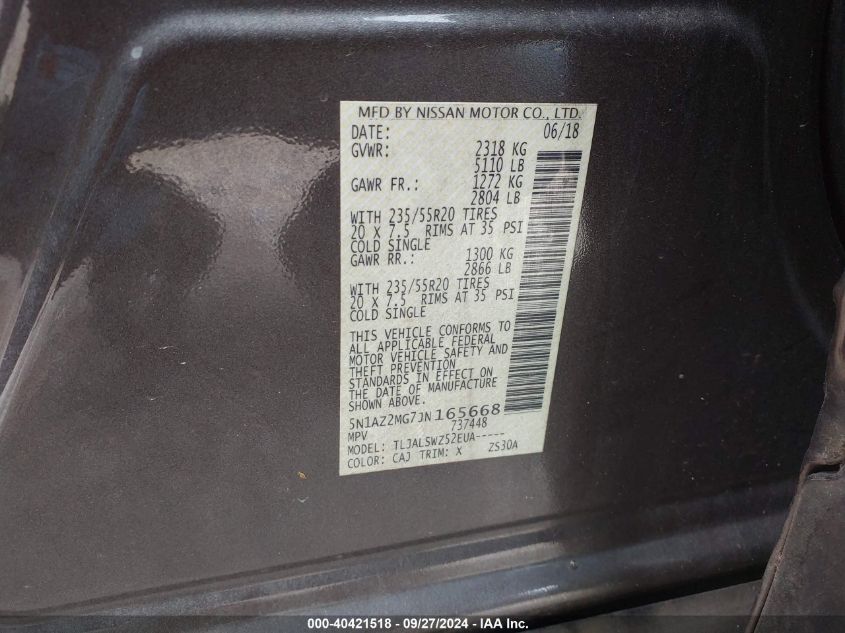 MFD BY NISSAN MOTOR CO., LTD.
DATE: 06/18
GVWR: 2318 KG
5110 LB
GAWR FR.: 1272 KG
2804 LB
WITH 235/55R20 TIRES
20 X 7.5 RIMS AT 35 PSI
COLD SINGLE
GAWR RR.: 1300 KG
2866 LB
WITH 235/55R20 TIRES
20 X 7.5 RIMS AT 35 PSI
COLD SINGLE
THIS VEHICLE CONFORMS TO
ALL APPLICABLE FEDERAL
MOTOR VEHICLE SAFETY AND
THEFT PREVENTION
STANDARDS IN EFFECT ON
THE DATE OF MANUFACTURE
SHOWN ABOVE.
5N1AZ2MG7JN165668
MPV 737448
MODEL: TLJALSWZ52EUA-----
COLOR: CAJ TRIM: X ZS30A
000-40421518 - 09/27/2024 - IAA Inc.